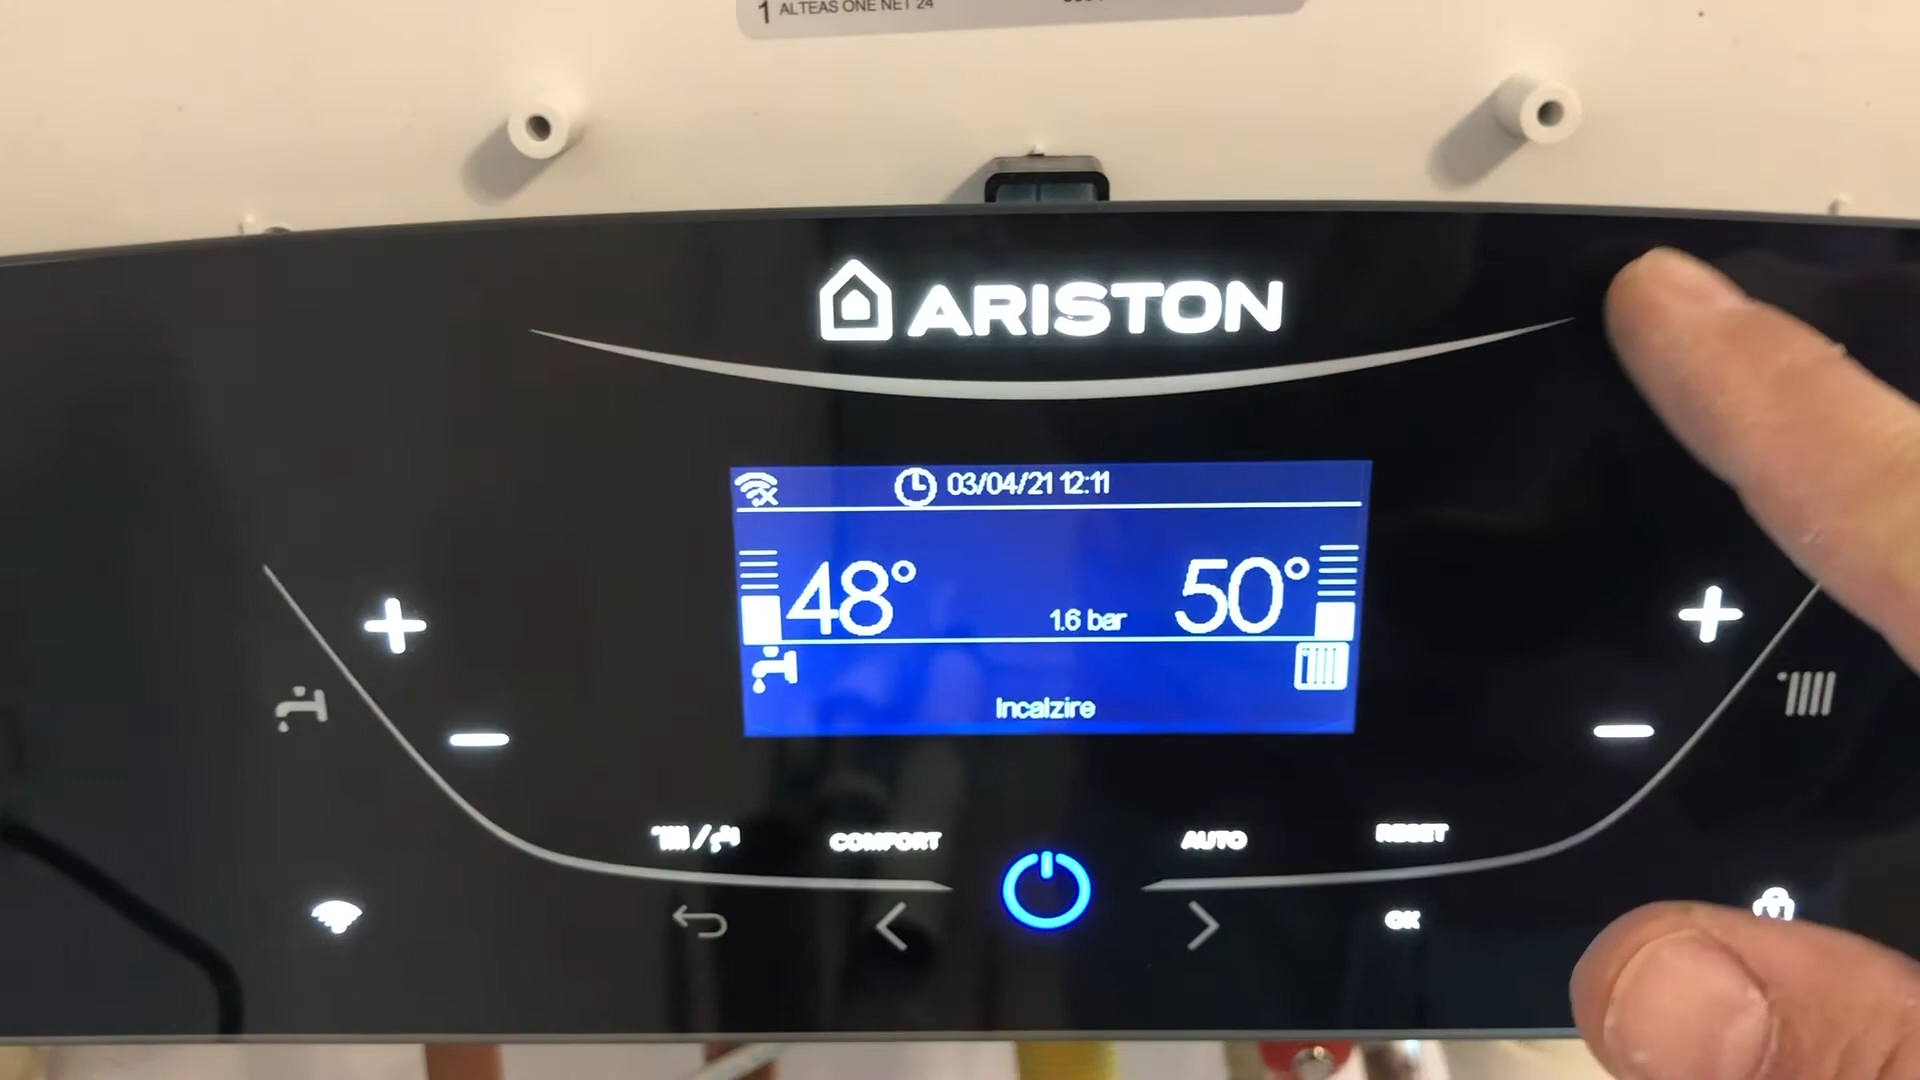 1 ALTEAS ONE NET 24
ARISTON
03/04/21 12:11
48° 1.6 bar 50°
Incalzire
COMFORT AUTO RESET
OK